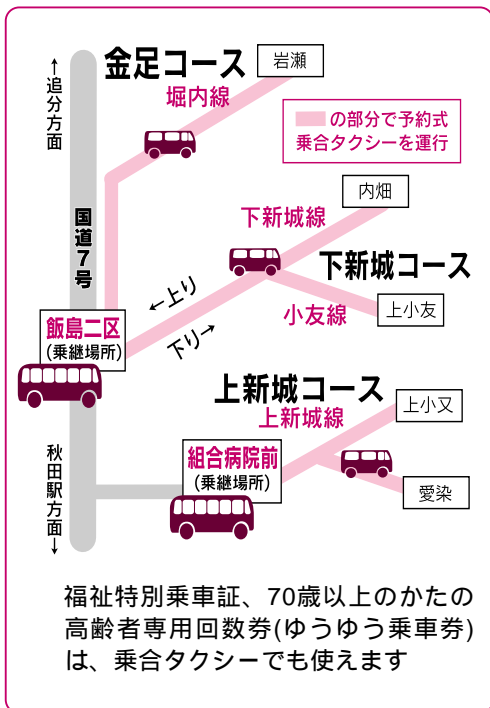 金足コース
岩瀬
堀内線
↑追分方面
の部分で予約式
乗合タクシーを運行
国道7号
内畑
下新城線
下新城コース
←上り
下り→
小友線
上小友
飯島二区
(乗継場所)
上新城コース
上新城線
上小又
組合病院前
(乗継場所)
愛染
秋田駅方面↓
福祉特別乗車証、70歳以上のかたの
高齢者専用回数券(ゆうゆう乗車券)
は、乗合タクシーでも使えます